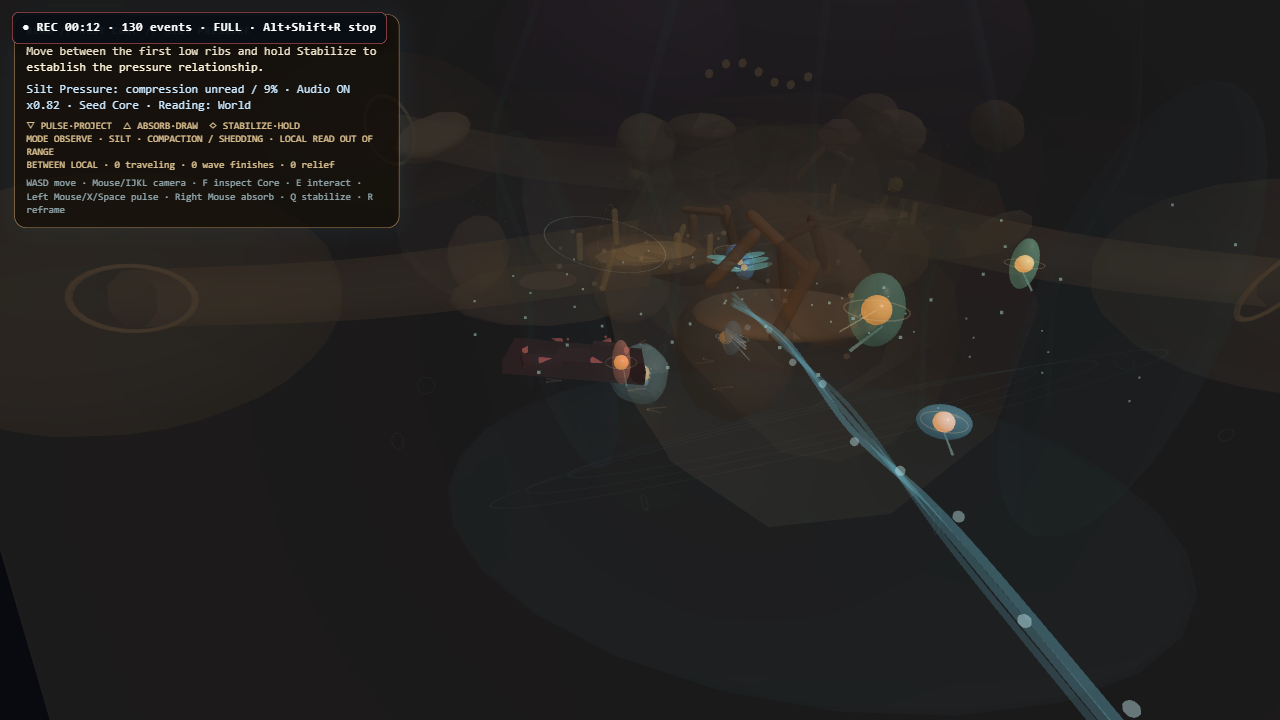 ● REC 00:12 · 130 events · FULL · Alt+Shift+R stop
Move between the first low ribs and hold Stabilize to
establish the pressure relationship.
Silt Pressure: compression unread / 9% · Audio ON
x0.82 · Seed Core · Reading: World
▽ PULSE·PROJECT △ ABSORB·DRAW ◇ STABILIZE·HOLD
MODE OBSERVE · SILT · COMPACTION / SHEDDING · LOCAL READ OUT OF
RANGE
BETWEEN LOCAL · 0 traveling · 0 wave finishes · 0 relief
WASD move · Mouse/IJKL camera · F inspect Core · E interact ·
Left Mouse/X/Space pulse · Right Mouse absorb · Q stabilize · R
reframe